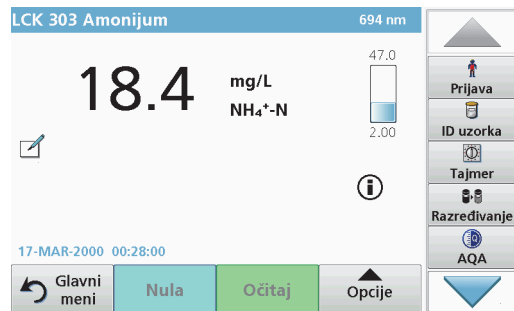 LCK 303 Amonijum
694 nm
18.4
mg/L
NH₄⁺-N
47.0
2.00
17-MAR-2000 00:28:00
Glavni
meni
Nula
Očitaj
Opcije
Prijava
ID uzorka
Tajmer
Razređivanje
AQA